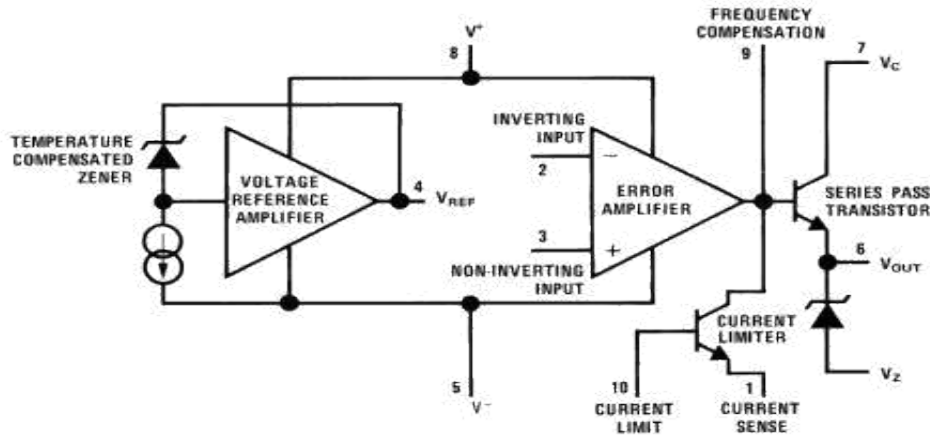 FREQUENCY
COMPENSATION
9
V+
8
7
VC
TEMPERATURE
COMPENSATED
ZENER
VOLTAGE
REFERENCE
AMPLIFIER
4
VREF
INVERTING
INPUT
2
−
ERROR
AMPLIFIER
3
+
NON-INVERTING
INPUT
SERIES PASS
TRANSISTOR
6
VOUT
CURRENT
LIMITER
VZ
5
V−
10
CURRENT
LIMIT
1
CURRENT
SENSE